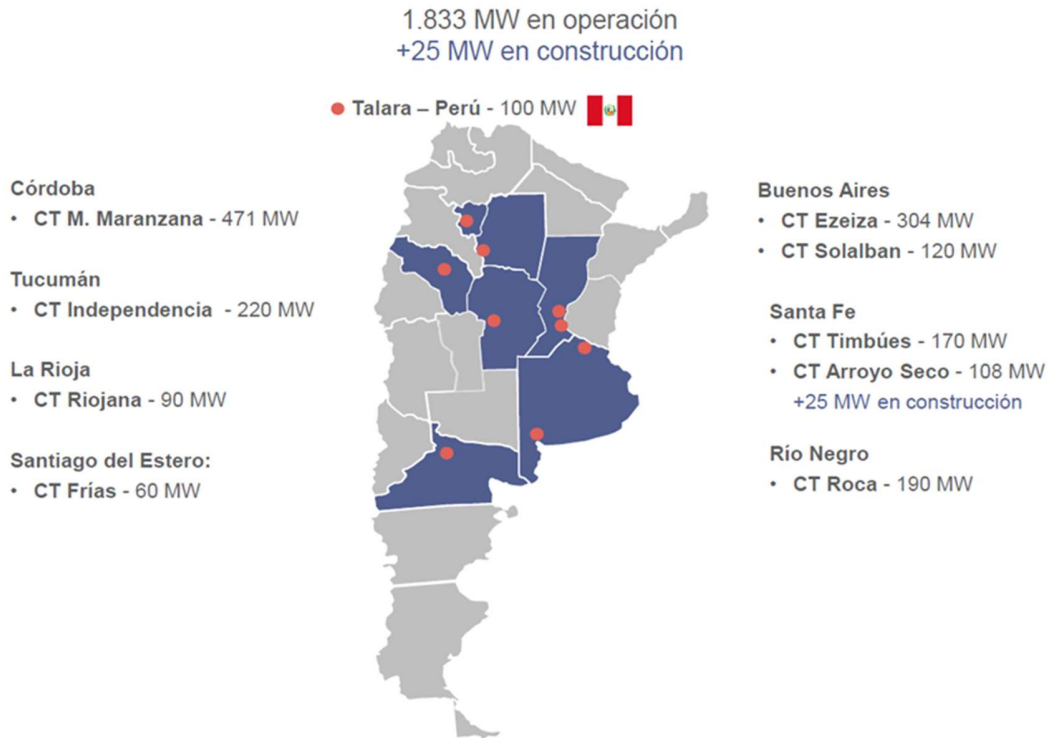 1.833 MW en operación
+25 MW en construcción
Talara – Perú - 100 MW
Córdoba
• CT M. Maranzana - 471 MW
Tucumán
• CT Independencia - 220 MW
La Rioja
• CT Riojana - 90 MW
Santiago del Estero:
• CT Frías - 60 MW
Buenos Aires
• CT Ezeiza - 304 MW
• CT Solalban - 120 MW
Santa Fe
• CT Timbúes - 170 MW
• CT Arroyo Seco - 108 MW
+25 MW en construcción
Río Negro
• CT Roca - 190 MW